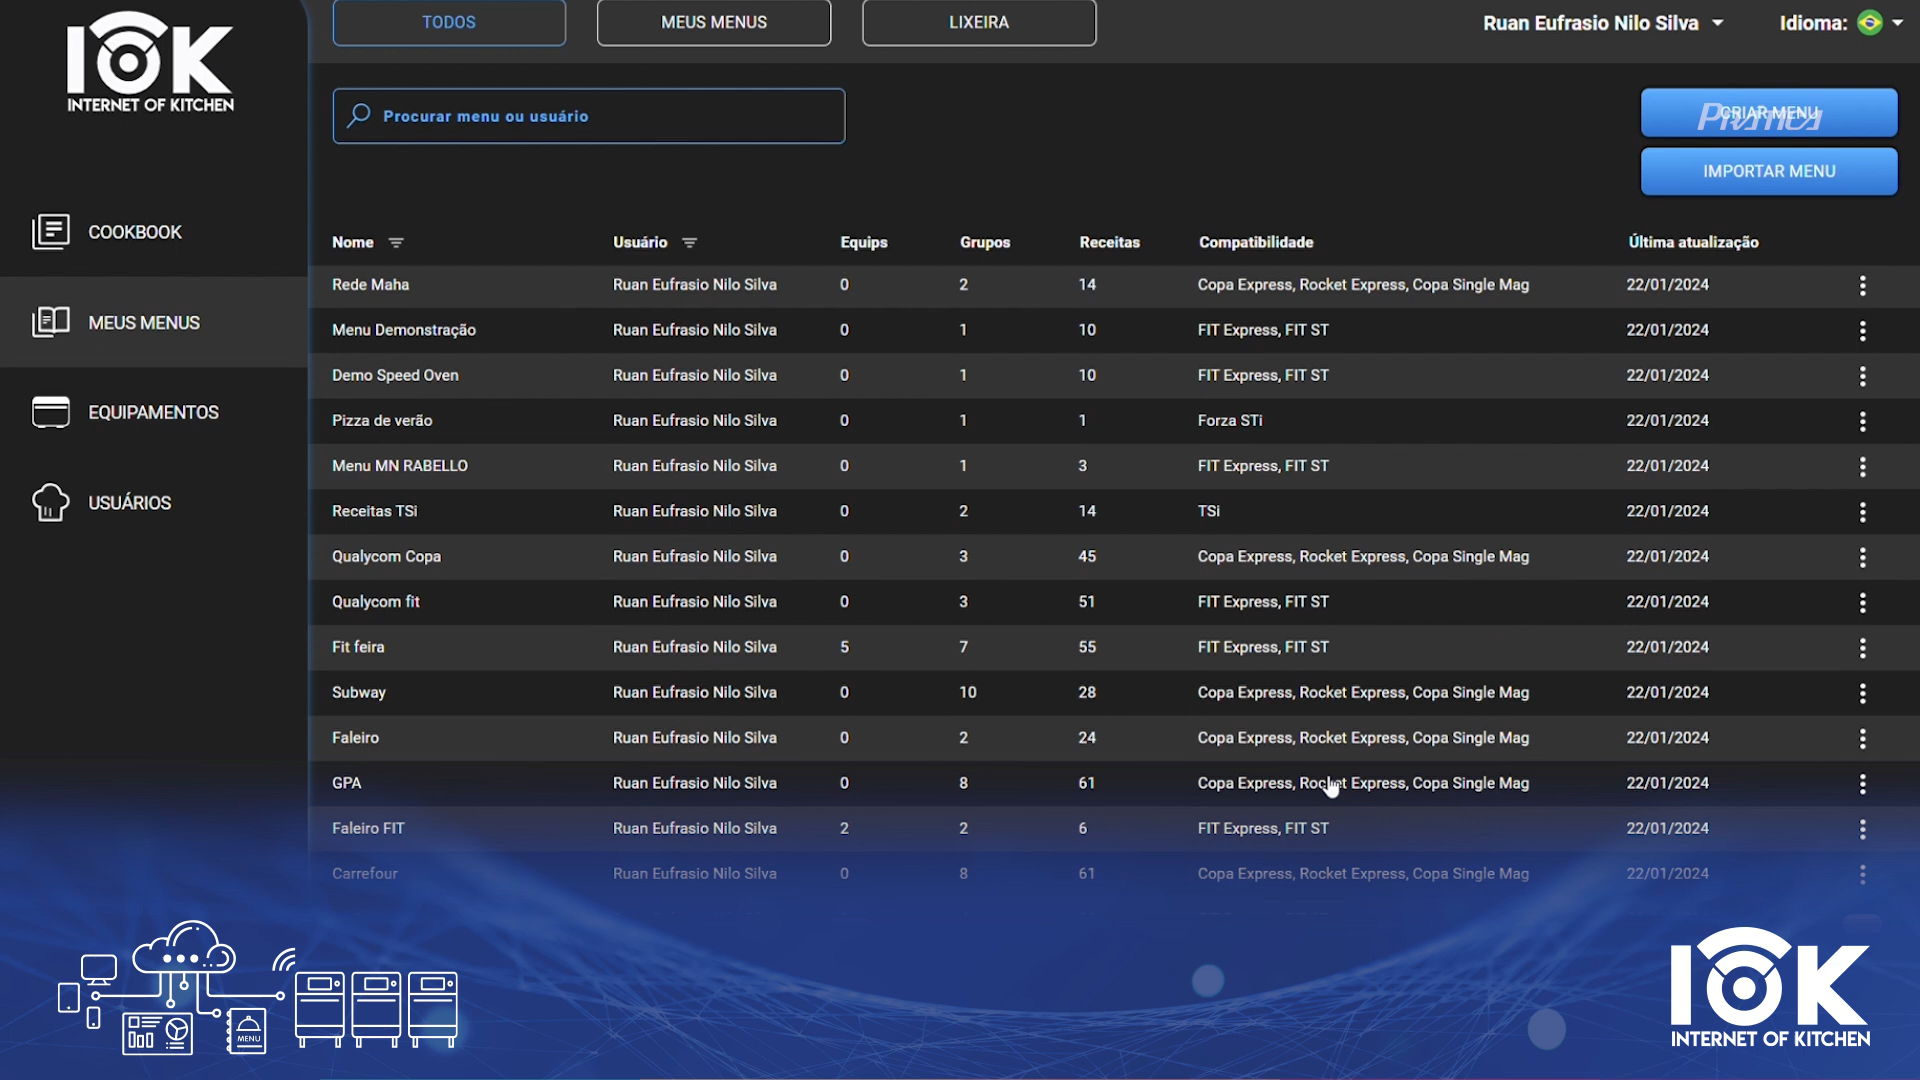 IOK
INTERNET OF KITCHEN
TODOS
MEUS MENUS
LIXEIRA
Ruan Eufrasio Nilo Silva
Idioma:
Procurar menu ou usuário
CRIAR MENU
Pratica
IMPORTAR MENU
COOKBOOK
MEUS MENUS
EQUIPAMENTOS
USUÁRIOS
Nome Usuário Equips Grupos Receitas Compatibilidade Última atualização
Rede Maha Ruan Eufrasio Nilo Silva 0 2 14 Copa Express, Rocket Express, Copa Single Mag 22/01/2024
Menu Demonstração Ruan Eufrasio Nilo Silva 0 1 10 FIT Express, FIT ST 22/01/2024
Demo Speed Oven Ruan Eufrasio Nilo Silva 0 1 10 FIT Express, FIT ST 22/01/2024
Pizza de verão Ruan Eufrasio Nilo Silva 0 1 1 Forza STi 22/01/2024
Menu MN RABELLO Ruan Eufrasio Nilo Silva 0 1 3 FIT Express, FIT ST 22/01/2024
Receitas TSi Ruan Eufrasio Nilo Silva 0 2 14 TSi 22/01/2024
Qualycom Copa Ruan Eufrasio Nilo Silva 0 3 45 Copa Express, Rocket Express, Copa Single Mag 22/01/2024
Qualycom fit Ruan Eufrasio Nilo Silva 0 3 51 FIT Express, FIT ST 22/01/2024
Fit feira Ruan Eufrasio Nilo Silva 5 7 55 FIT Express, FIT ST 22/01/2024
Subway Ruan Eufrasio Nilo Silva 0 10 28 Copa Express, Rocket Express, Copa Single Mag 22/01/2024
Faleiro Ruan Eufrasio Nilo Silva 0 2 24 Copa Express, Rocket Express, Copa Single Mag 22/01/2024
GPA Ruan Eufrasio Nilo Silva 0 8 61 Copa Express, Rocket Express, Copa Single Mag 22/01/2024
Faleiro FIT Ruan Eufrasio Nilo Silva 2 2 6 FIT Express, FIT ST 22/01/2024
Carrefour Ruan Eufrasio Nilo Silva 0 8 61 Copa Express, Rocket Express, Copa Single Mag 22/01/2024
MENU
IOK
INTERNET OF KITCHEN